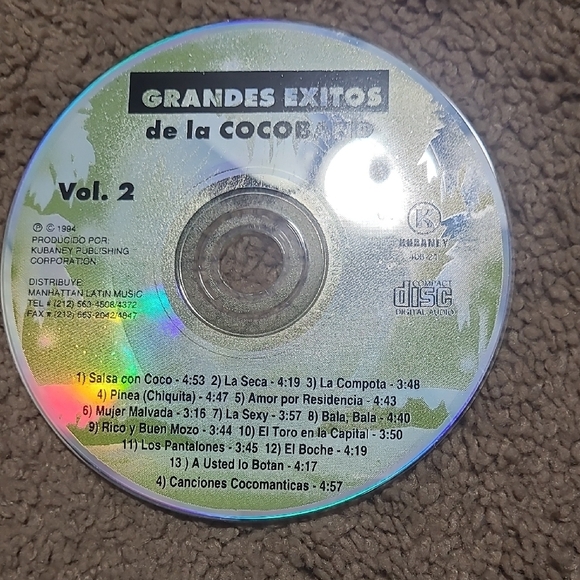 GRANDES EXITOS
de la COCOBAND
Vol. 2
℗ © 1994
PRODUCIDO POR:
KUBANEY PUBLISHING
CORPORATION
DISTRIBUYE:
MANHATTAN LATIN MUSIC
TEL # (212) 563-4508/4372
FAX # (212) 563-2042/4847
K
KUBANEY
COMPACT
disc
DIGITAL AUDIO
1) Salsa con Coco - 4:53 2) La Seca - 4:19 3) La Compota - 3:48
4) Pinea (Chiquita) - 4:47 5) Amor por Residencia - 4:43
6) Mujer Malvada - 3:16 7) La Sexy - 3:57 8) Bala, Bala - 4:40
9) Rico y Buen Mozo - 3:44 10) El Toro en la Capital - 3:50
11) Los Pantalones - 3:45 12) El Boche - 4:19
13 ) A Usted lo Botan - 4:17
4) Canciones Cocomanticas - 4:57